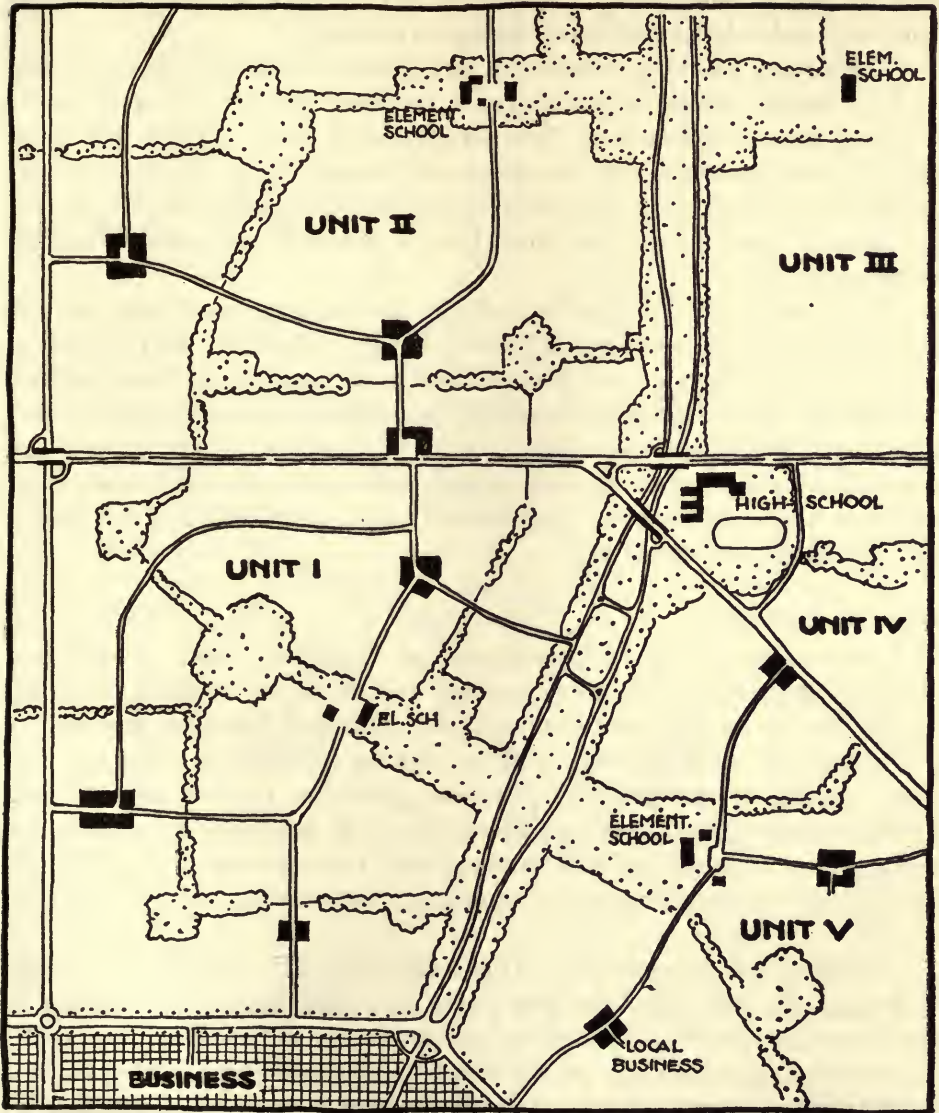 ELEM.
SCHOOL
ELEMENT
SCHOOL
UNIT II
UNIT III
HIGH SCHOOL
UNIT I
UNIT IV
EL. SCH
ELEMENT.
SCHOOL
UNIT V
LOCAL
BUSINESS
BUSINESS